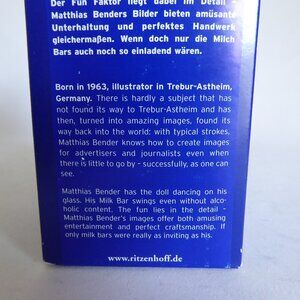 Der Fun Faktor liegt dabei im Detail -
Matthias Benders Bilder bieten amüsante
Unterhaltung und perfektes Handwerk
gleichermaßen. Wenn doch nur die Milch
Bars auch noch so einladend wären.
Born in 1963, illustrator in Trebur-Astheim,
Germany. There is hardly a subject that has
not found its way to Trebur-Astheim and has
then, turned into amazing images, found its
way back into the world: with typical strokes,
Matthias Bender knows how to create images
for advertisers and journalists even when
there is little to go by - successfully, as one can
see.
Matthias Bender has the doll dancing on his
glass. His Milk Bar swings even without alco-
holic content. The fun lies in the detail -
Matthias Bender's images offer both amusing
entertainment and perfect craftsmanship. If
only milk bars were really as inviting as his.
www.ritzenhoff.de